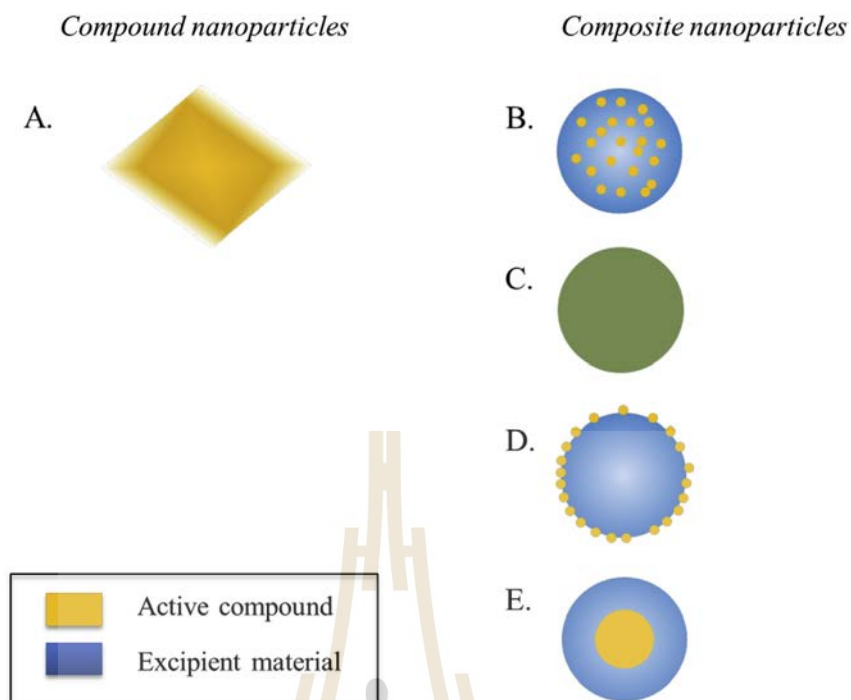 Compound nanoparticles
Composite nanoparticles
A.
B.
C.
D.
E.
Active compound
Excipient material